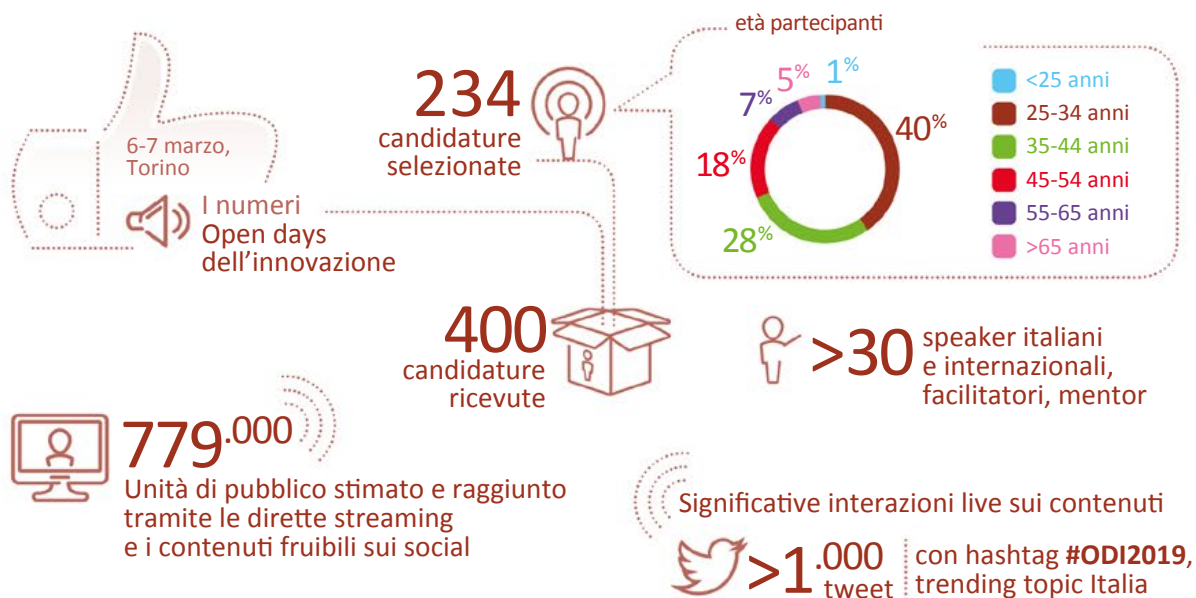 6-7 marzo,
Torino
I numeri
Open days
dell’innovazione
234
candidature
selezionate
età partecipanti
1%
5%
7%
40%
18%
28%
<25 anni
25-34 anni
35-44 anni
45-54 anni
55-65 anni
>65 anni
400
candidature
ricevute
>30
speaker italiani
e internazionali,
facilitatori, mentor
779.000
Unità di pubblico stimato e raggiunto
tramite le dirette streaming
e i contenuti fruibili sui social
Significative interazioni live sui contenuti
>1.000
tweet
con hashtag #ODI2019,
trending topic Italia